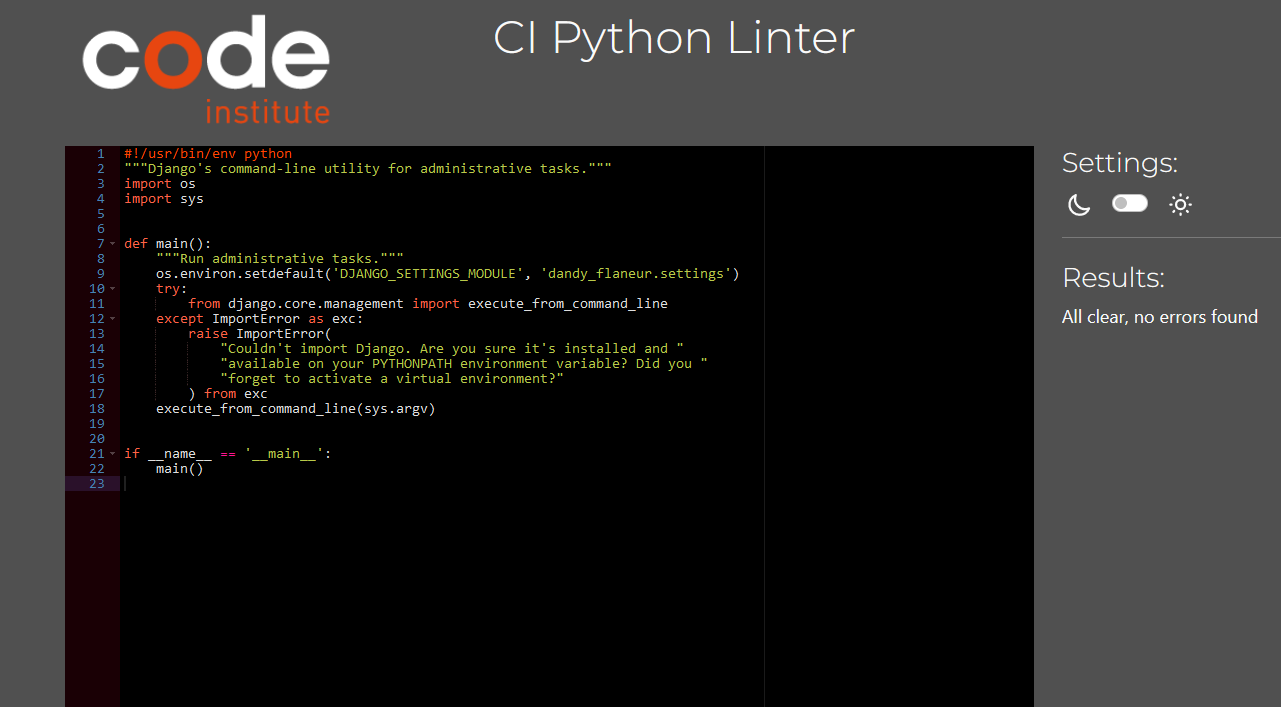 code
institute
CI Python Linter
1 #!/usr/bin/env python
2 """Django's command-line utility for administrative tasks."""
3 import os
4 import sys
5
6
7 def main():
8     """Run administrative tasks."""
9     os.environ.setdefault('DJANGO_SETTINGS_MODULE', 'dandy_flaneur.settings')
10     try:
11         from django.core.management import execute_from_command_line
12     except ImportError as exc:
13         raise ImportError(
14             "Couldn't import Django. Are you sure it's installed and "
15             "available on your PYTHONPATH environment variable? Did you "
16             "forget to activate a virtual environment?"
17         ) from exc
18     execute_from_command_line(sys.argv)
19
20
21 if __name__ == '__main__':
22     main()
23
Settings:
Results:
All clear, no errors found